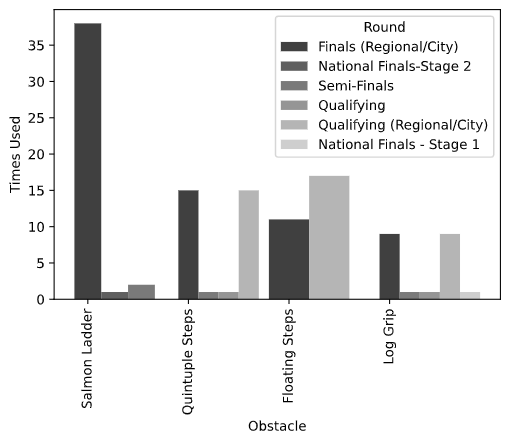 Round
Finals (Regional/City)
National Finals-Stage 2
Semi-Finals
Qualifying
Qualifying (Regional/City)
National Finals - Stage 1
35
30
25
20
15
10
5
0
Times Used
Salmon Ladder
Quintuple Steps
Floating Steps
Log Grip
Obstacle